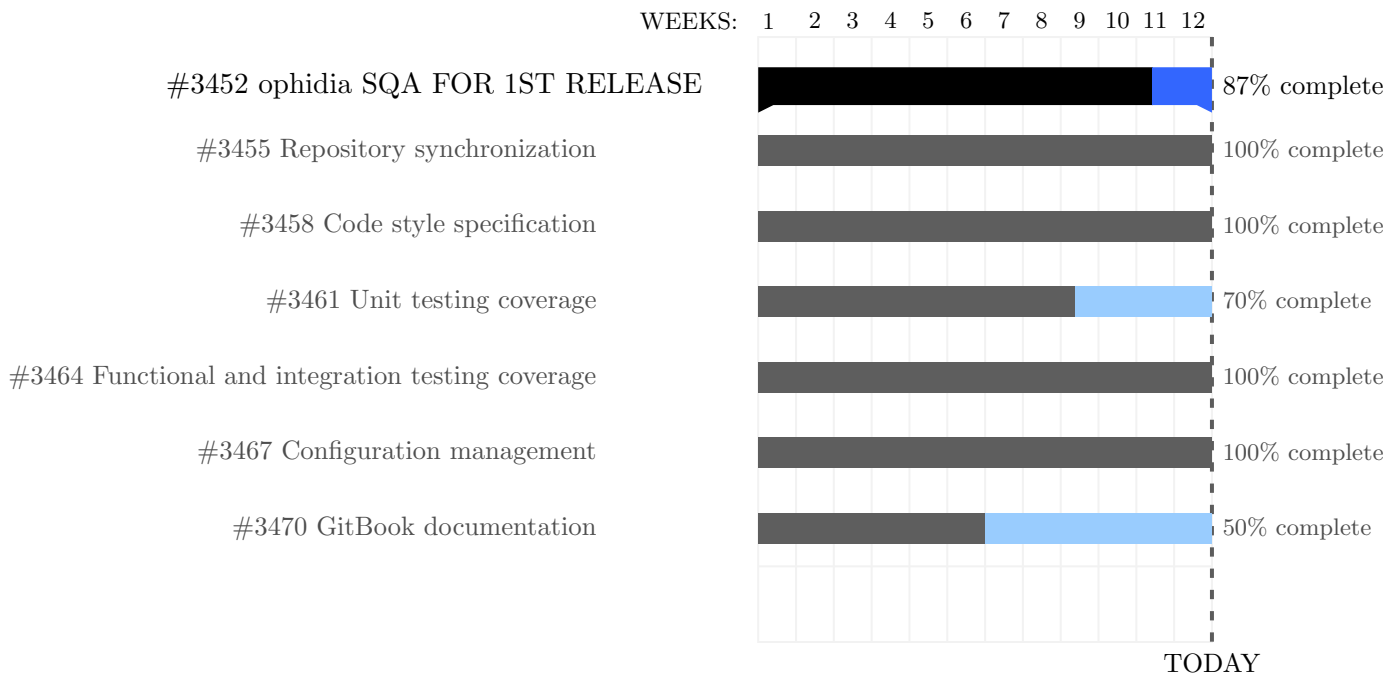 WEEKS: 1 2 3 4 5 6 7 8 9 10 11 12
#3452 ophidia SQA FOR 1ST RELEASE 87% complete
#3455 Repository synchronization 100% complete
#3458 Code style specification 100% complete
#3461 Unit testing coverage 70% complete
#3464 Functional and integration testing coverage 100% complete
#3467 Configuration management 100% complete
#3470 GitBook documentation 50% complete
TODAY